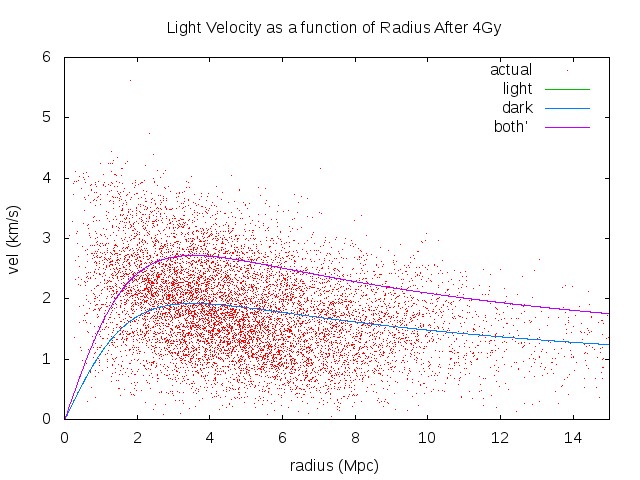 Light Velocity as a function of Radius After 4Gy
actual
light
dark
both'
6
5
4
3
2
1
0
vel (km/s)
0 2 4 6 8 10 12 14
radius (Mpc)